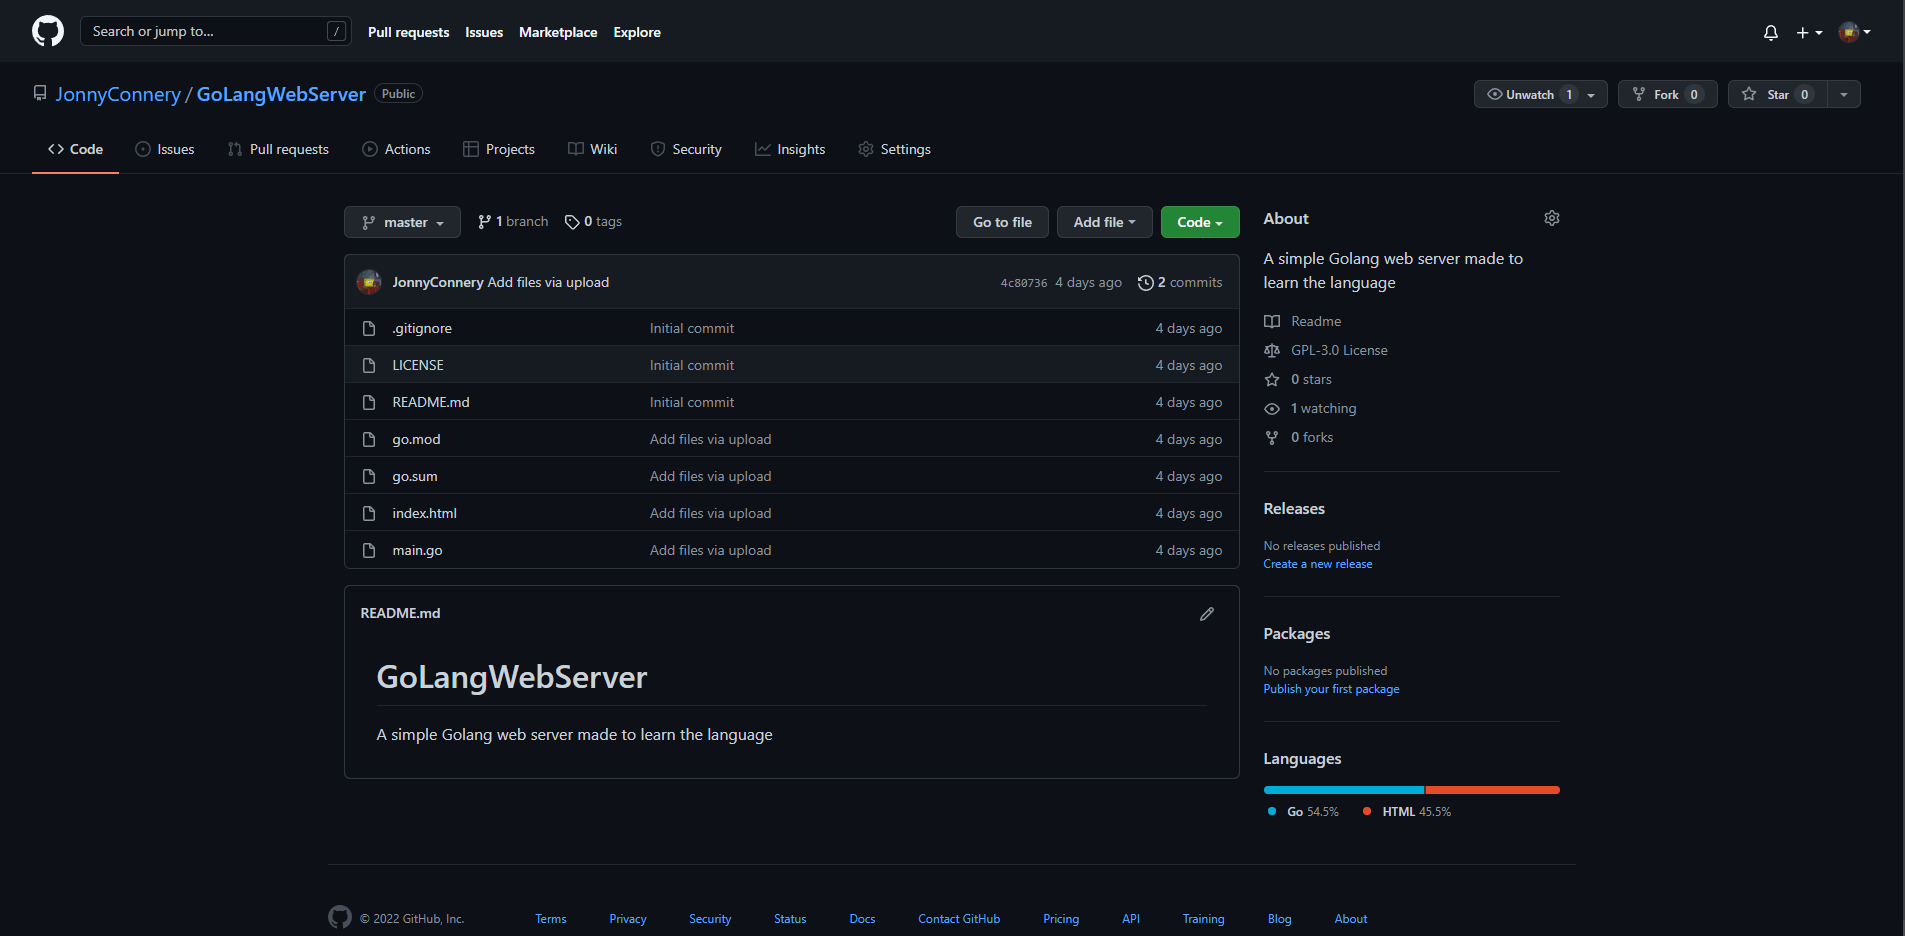 Search or jump to... /
Pull requests Issues Marketplace Explore
JonnyConnery / GoLangWebServer Public
Unwatch 1 Fork 0 Star 0
Code Issues Pull requests Actions Projects Wiki Security Insights Settings
master 1 branch 0 tags Go to file Add file Code
JonnyConnery Add files via upload 4c80736 4 days ago 2 commits
.gitignore Initial commit 4 days ago
LICENSE Initial commit 4 days ago
README.md Initial commit 4 days ago
go.mod Add files via upload 4 days ago
go.sum Add files via upload 4 days ago
index.html Add files via upload 4 days ago
main.go Add files via upload 4 days ago
README.md
GoLangWebServer
A simple Golang web server made to learn the language
About
A simple Golang web server made to
learn the language
Readme
GPL-3.0 License
0 stars
1 watching
0 forks
Releases
No releases published
Create a new release
Packages
No packages published
Publish your first package
Languages
Go 54.5% HTML 45.5%
© 2022 GitHub, Inc. Terms Privacy Security Status Docs Contact GitHub Pricing API Training Blog About